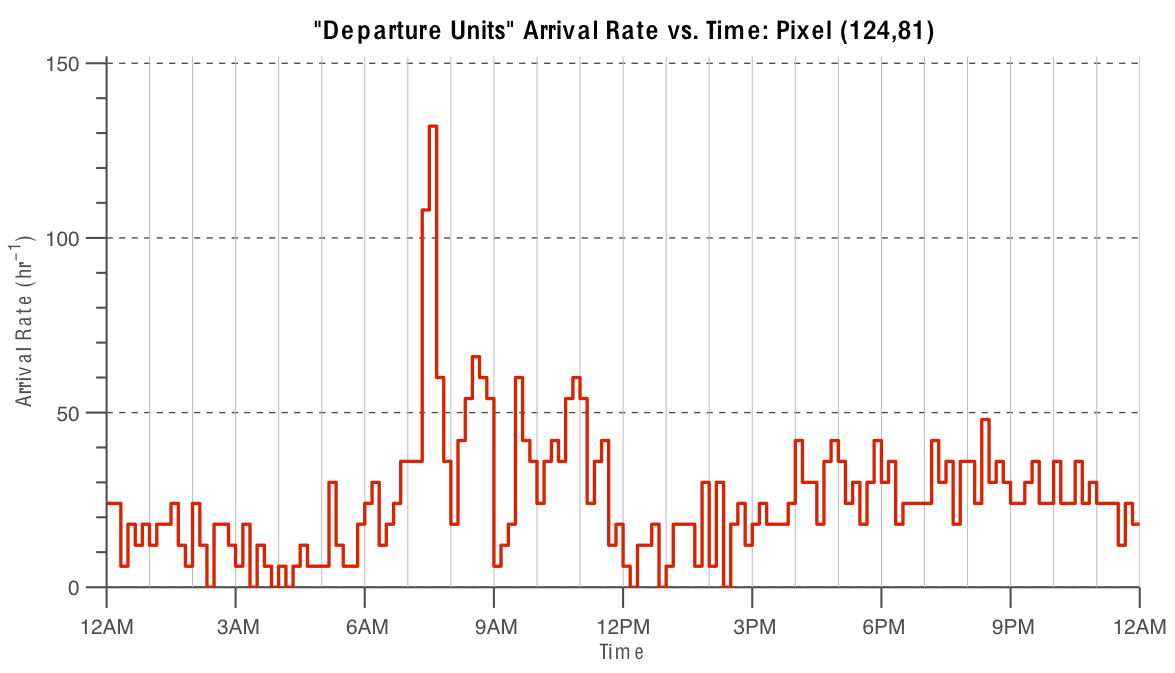 "Departure Units" Arrival Rate vs. Time: Pixel (124,81)
150
100
50
0
Arrival Rate (hr⁻¹)
12AM 3AM 6AM 9AM 12PM 3PM 6PM 9PM 12AM
Time